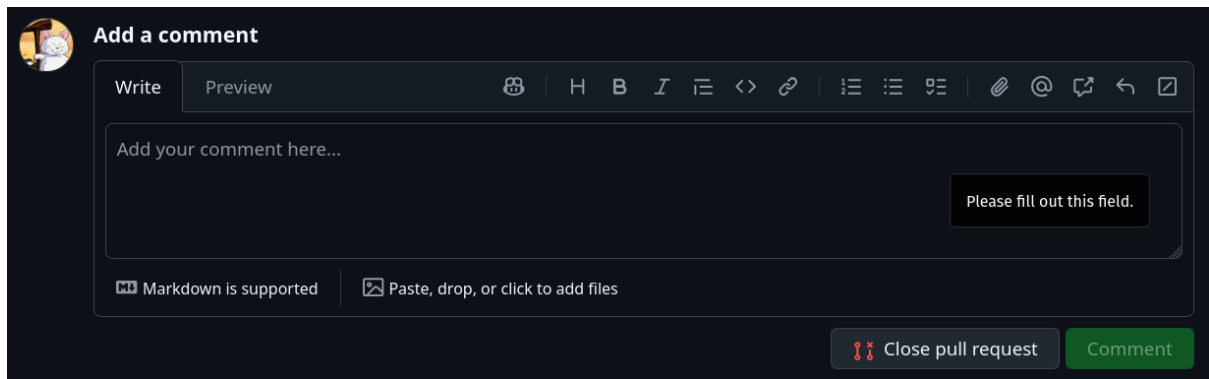 Add a comment
Write Preview H B I
Add your comment here...
Please fill out this field.
Markdown is supported Paste, drop, or click to add files
Close pull request Comment